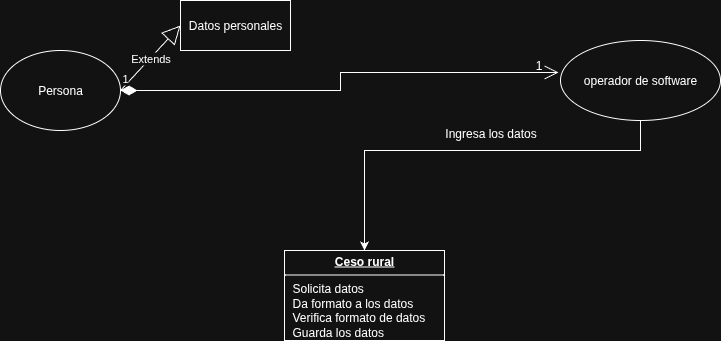 Datos personales
Extends
Persona
1
1
operador de software
Ingresa los datos
Ceso rural
Solicita datos
Da formato a los datos
Verifica formato de datos
Guarda los datos